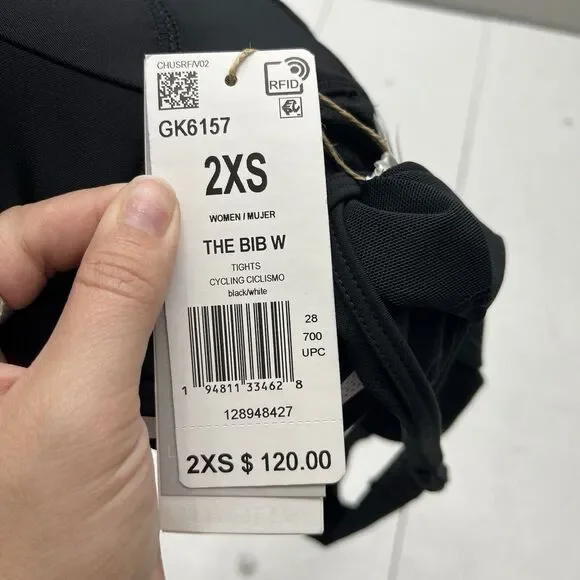 CHUSRF/V02
RFID
GK6157
2XS
WOMEN / MUJER
THE BIB W
TIGHTS
CYCLING CICLISMO
black/white
28
700
UPC
1 94811 33462 8
128948427
2XS $ 120.00